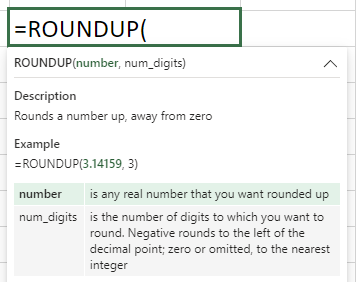 =ROUNDUP(
ROUNDUP(number, num_digits)
Description
Rounds a number up, away from zero
Example
=ROUNDUP(3.14159, 3)
number is any real number that you want rounded up
num_digits is the number of digits to which you want to
round. Negative rounds to the left of the
decimal point; zero or omitted, to the nearest
integer